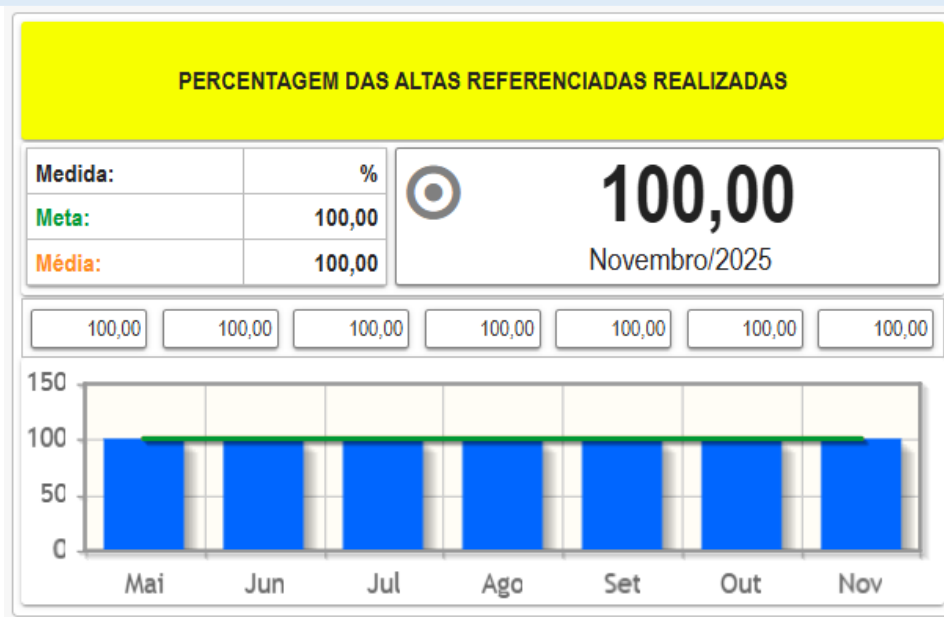 PERCENTAGEM DAS ALTAS REFERENCIADAS REALIZADAS
Medida: %
Meta: 100,00
Média: 100,00
100,00
Novembro/2025
100,00 100,00 100,00 100,00 100,00 100,00 100,00
150
100
50
0
Mai Jun Jul Ago Set Out Nov